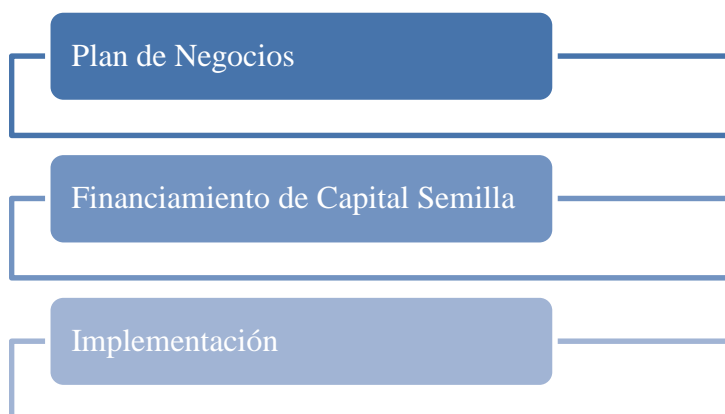 Plan de Negocios
Financiamiento de Capital Semilla
Implementación